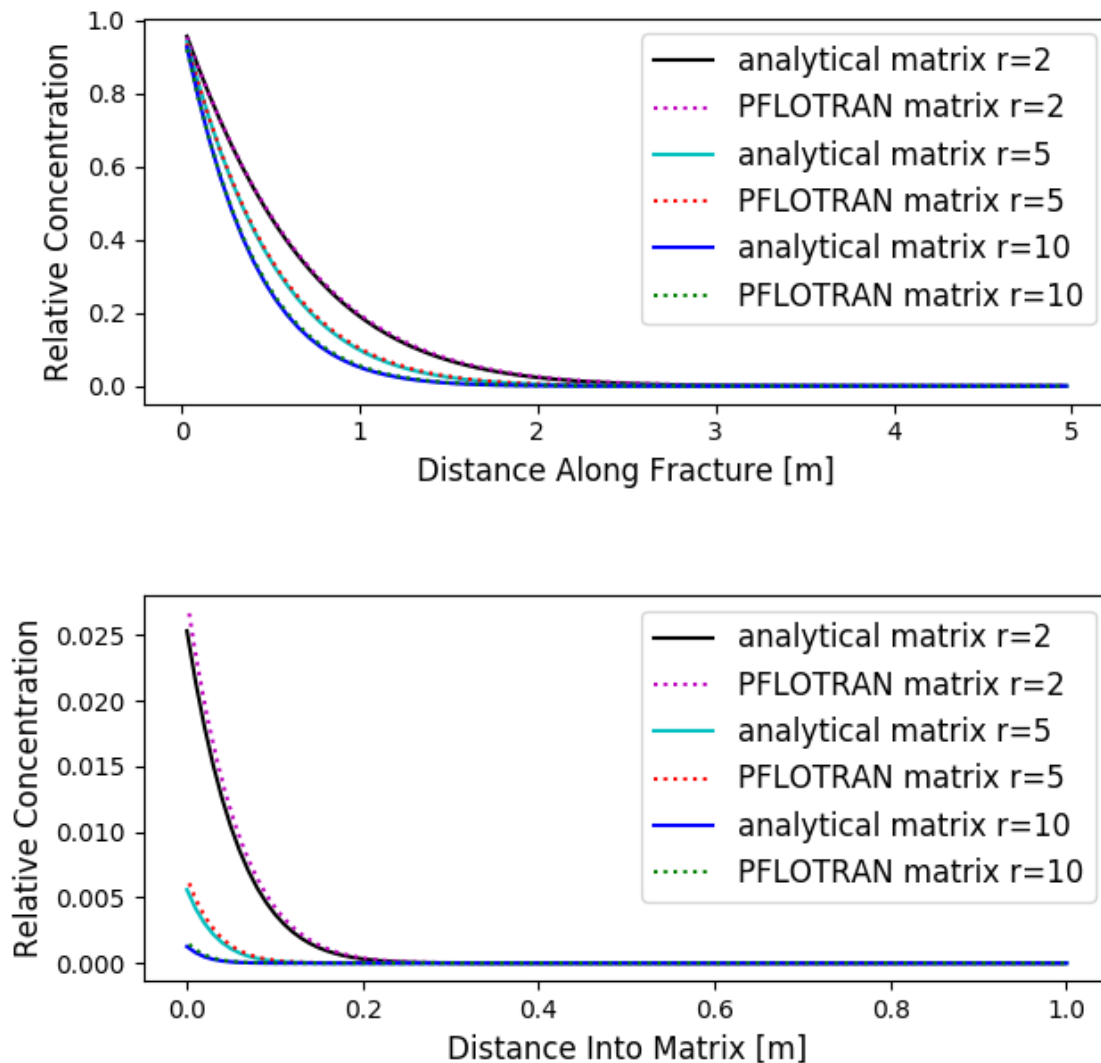 1.0
0.8
0.6
0.4
0.2
0.0
Relative Concentration
analytical matrix r=2
PFLOTRAN matrix r=2
analytical matrix r=5
PFLOTRAN matrix r=5
analytical matrix r=10
PFLOTRAN matrix r=10
0 1 2 3 4 5
Distance Along Fracture [m]
0.025
0.020
0.015
0.010
0.005
0.000
Relative Concentration
analytical matrix r=2
PFLOTRAN matrix r=2
analytical matrix r=5
PFLOTRAN matrix r=5
analytical matrix r=10
PFLOTRAN matrix r=10
0.0 0.2 0.4 0.6 0.8 1.0
Distance Into Matrix [m]